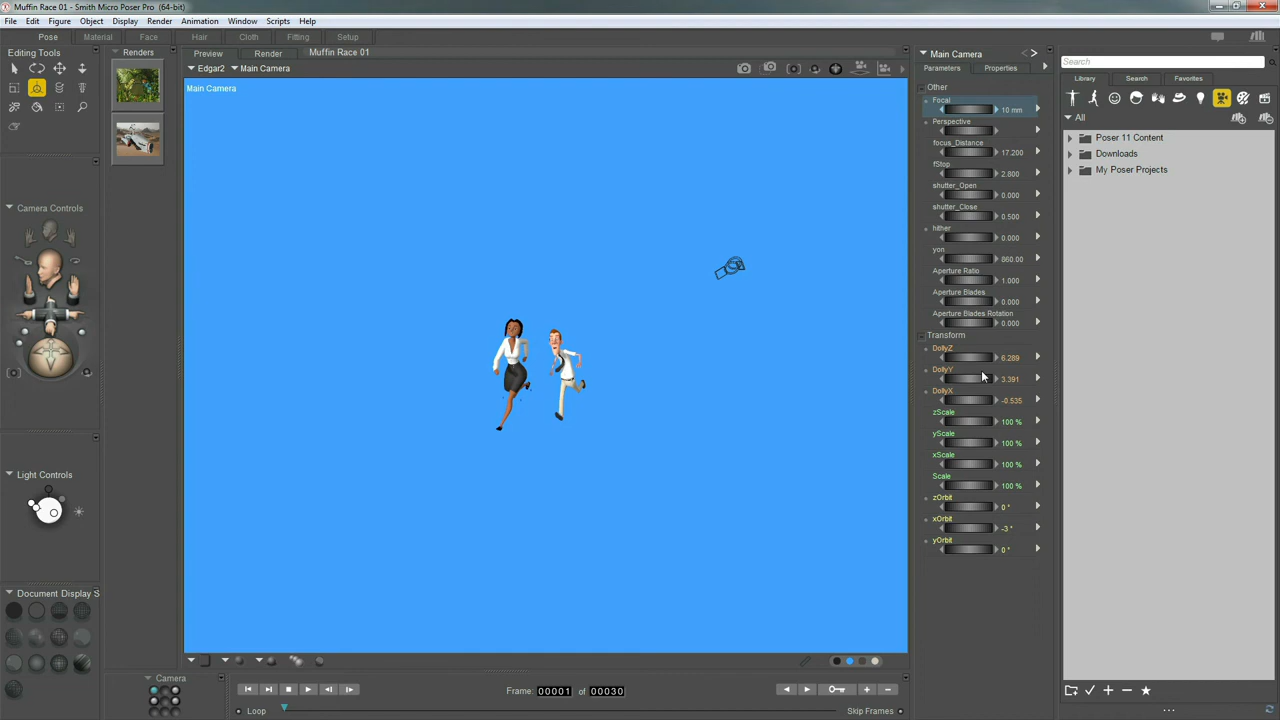 Muffin Race 01 - Smith Micro Poser Pro (64-bit)
File Edit Figure Object Display Render Animation Window Scripts Help
Pose Material Face Hair Cloth Fitting Setup
Editing Tools
Renders
Preview Render Muffin Race 01
Edgar2 Main Camera
Main Camera
Camera Controls
Light Controls
Document Display S
Camera
Frame: 00001 of 00030
Loop
Skip Frames
Main Camera
Parameters Properties
Other
Focal
10 mm
Perspective
focus_Distance
17.200
fStop
2.800
shutter_Open
0.000
shutter_Close
0.500
hither
0.000
yon
860.00
Aperture Ratio
1.000
Aperture Blades
0.000
Aperture Blades Rotation
0.000
Transform
DollyZ
6.289
DollyY
3.391
DollyX
-0.535
zScale
100 %
yScale
100 %
xScale
100 %
Scale
100 %
zOrbit
0 °
xOrbit
-3 °
yOrbit
0 °
Search
Library Search Favorites
All
Poser 11 Content
Downloads
My Poser Projects